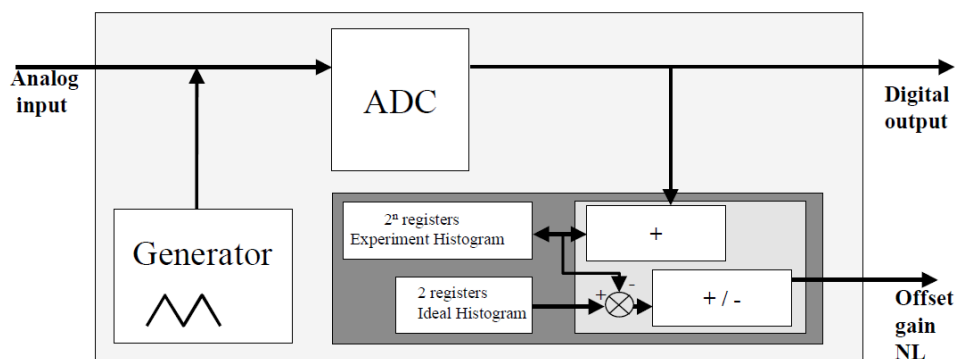 Analog
input
ADC
Digital
output
Generator
2ⁿ registers
Experiment Histogram
+
2 registers
Ideal Histogram
+
-
+ / -
Offset
gain
NL